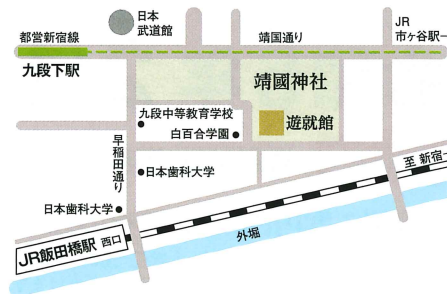 日本
武道館
都営新宿線
靖国通り
JR
市ヶ谷駅
九段下駅
靖國神社
九段中等教育学校
白百合学園
遊就館
早稲田通り
日本歯科大学
日本歯科大学
至 新宿
JR飯田橋駅 西口
外堀